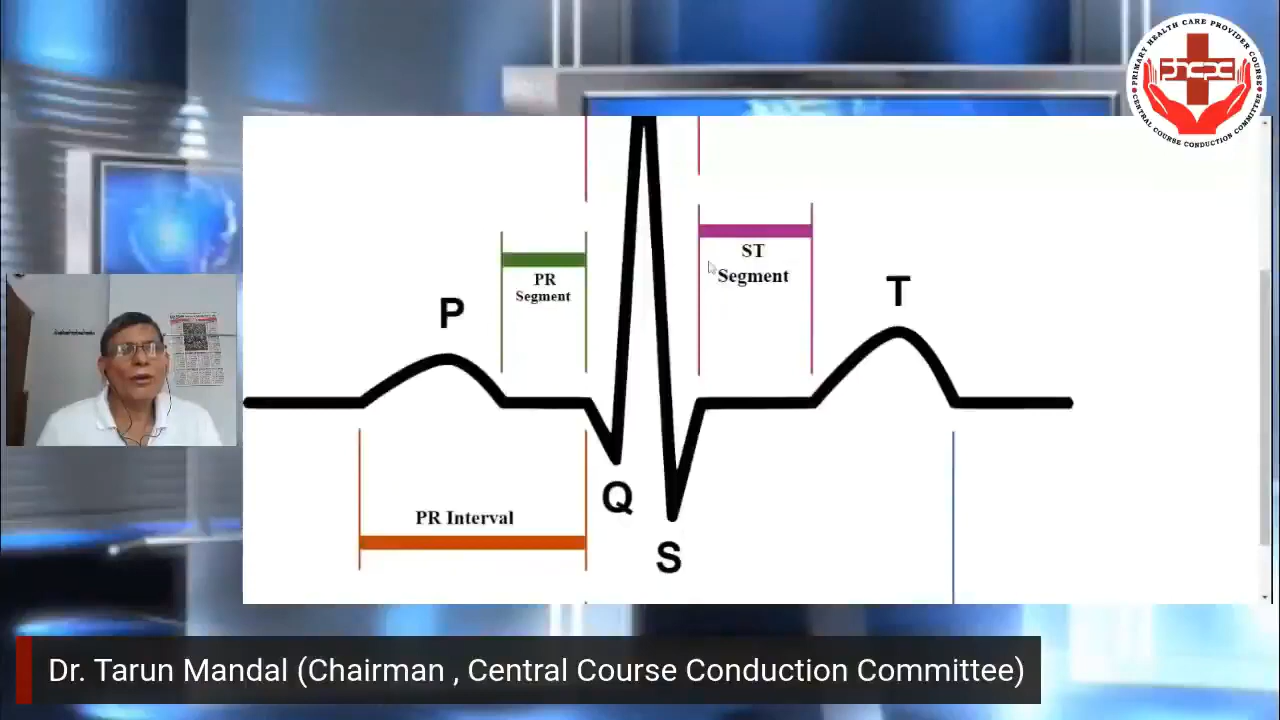 PRIMARY HEALTH CARE PROVIDER COURSE
phcpc
CENTRAL COURSE CONDUCTION COMMITTEE
ST
Segment
PR
Segment
P
T
Q
PR Interval
S
Dr. Tarun Mandal (Chairman , Central Course Conduction Committee)